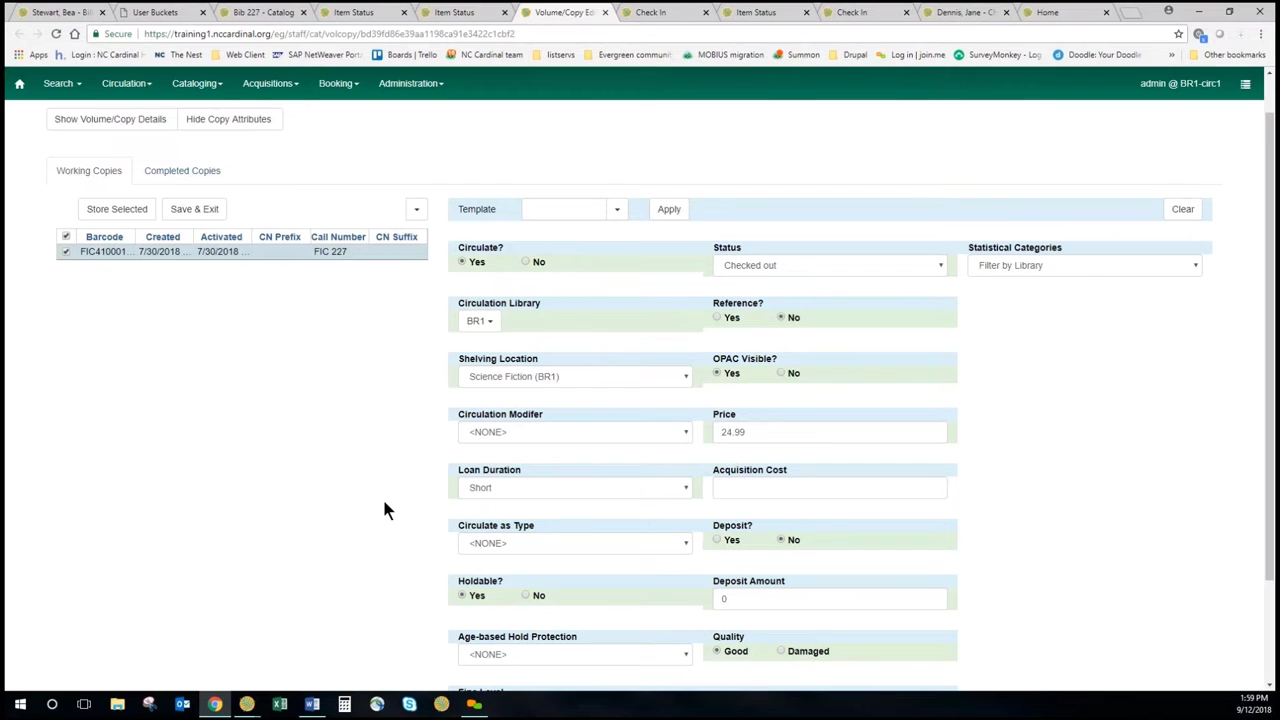 Stewart, Bea - E
User Buckets
Bib 227 - Catalog
Item Status
Item Status
Volume/Copy Ed
Check In
Item Status
Check In
Dennis, Jane - Ch
Home
Secure
https://training1.nccardinal.org/eg/staff/cat/volcopy/bd39fd86e39aa1198ca91e3422c1cbf2
Apps
Login : NC Cardinal
NC The Nest
Web Client
SAP NetWeaver Portal
Boards | Trello
NC Cardinal team
listservs
Evergreen community
MOBIUS migration
Summon
Drupal
Log in | join.me
SurveyMonkey
Doodle: Your Doodle
»
Other bookmarks
Search
Circulation
Cataloging
Acquisitions
Booking
Administration
admin @ BR1-circ1
Show Volume/Copy Details
Hide Copy Attributes
Working Copies
Completed Copies
Store Selected
Save & Exit
Template
Apply
Clear
Barcode Created Activated CN Prefix Call Number CN Suffix
FIC410001... 7/30/2018 ... 7/30/2018 ... FIC 227
Circulate?
Yes No
Status
Checked out
Statistical Categories
Filter by Library
Circulation Library
BR1
Reference?
Yes No
Shelving Location
Science Fiction (BR1)
OPAC Visible?
Yes No
Circulation Modifer
<NONE>
Price
24.99
Loan Duration
Short
Acquisition Cost
Circulate as Type
<NONE>
Deposit?
Yes No
Holdable?
Yes No
Deposit Amount
0
Age-based Hold Protection
<NONE>
Quality
Good Damaged
1:59 PM
9/12/2018